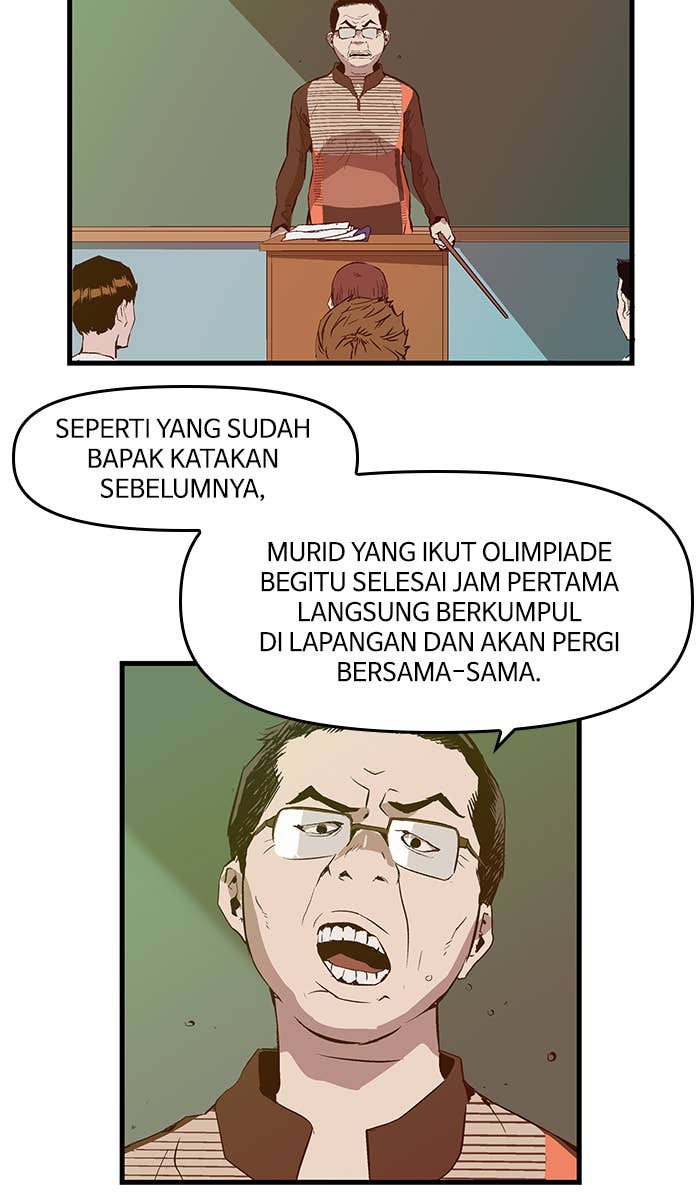 SEPERTI YANG SUDAH
BAPAK KATAKAN
SEBELUMNYA,
MURID YANG IKUT OLIMPIADE
BEGITU SELESAI JAM PERTAMA
LANGSUNG BERKUMPUL
DI LAPANGAN DAN AKAN PERGI
BERSAMA-SAMA.